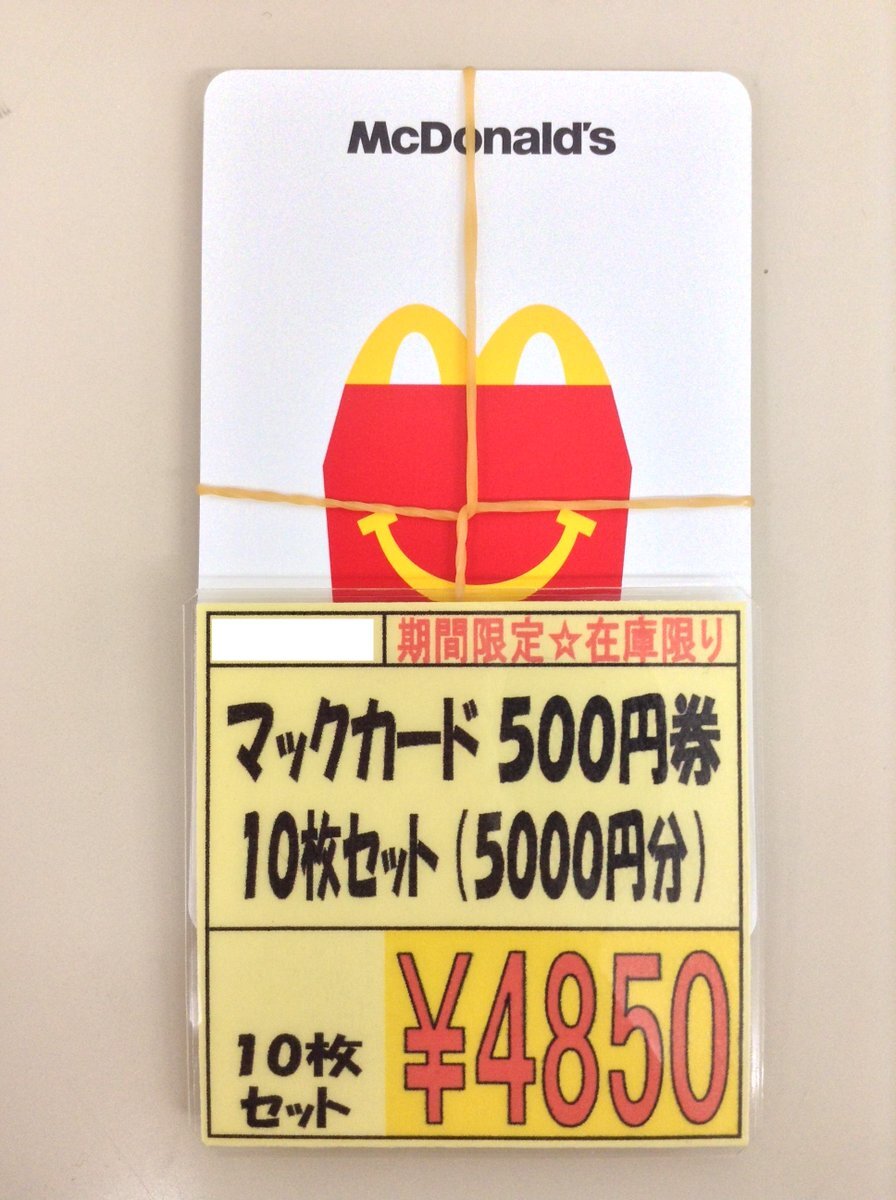 McDonald's
期間限定☆在庫限り
マックカード 500円券
10枚セット(5000円分)
10枚
セット
¥4850